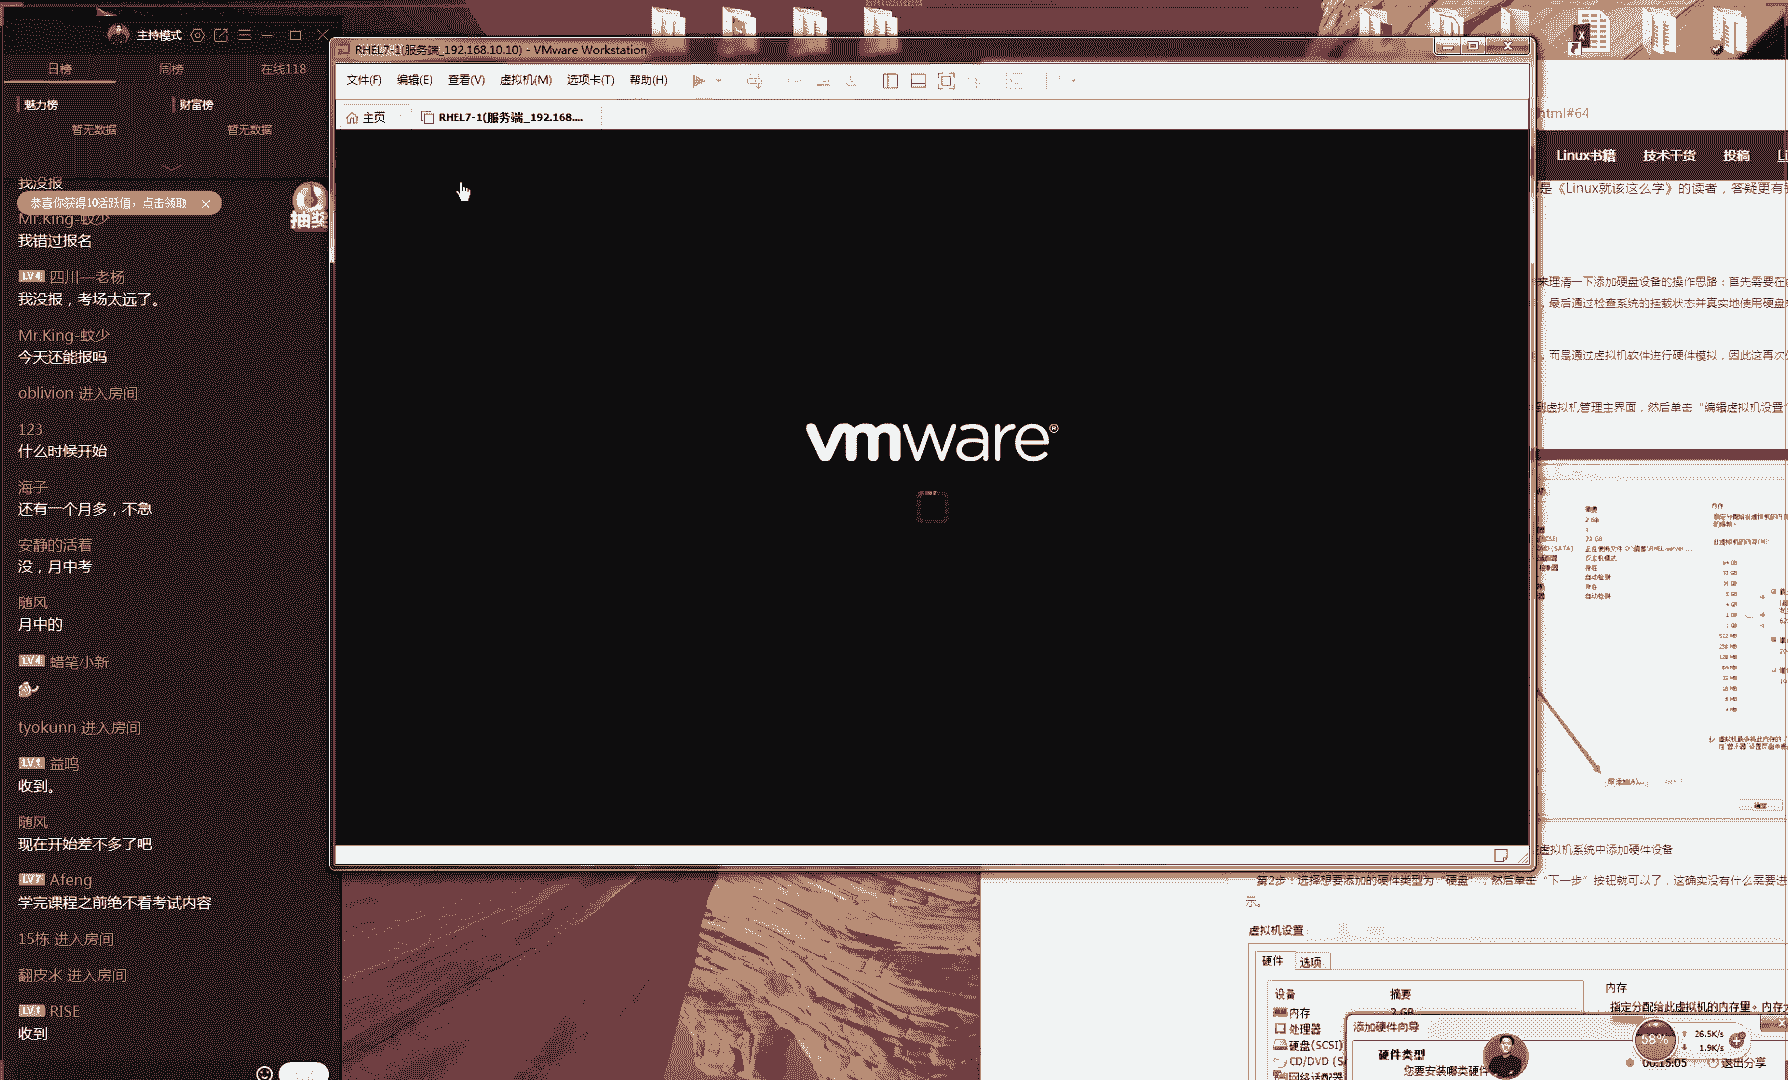 主持模式
日榜
周榜
在线118
魅力榜
财富榜
暂无数据
暂无数据
我没报
恭喜你获得10活跃值，点击领取
抽奖
Mr.King-蚊少
我错过报名
LV4 四川—老杨
我没报，考场太远了。
Mr.King-蚊少
今天还能报吗
oblivion 进入房间
123
什么时候开始
海子
还有一个月多，不急
安静的活着
没，月中考
随风
月中的
LV4 蜡笔小新
tyokunn 进入房间
益鸣
收到。
随风
现在开始差不多了吧
LV7 Afeng
学完课程之前绝不看考试内容
15栋 进入房间
翻皮水 进入房间
RISE
收到
RHEL7-1(服务端_192.168.10.10) - VMware Workstation
文件(F) 编辑(E) 查看(V) 虚拟机(M) 选项卡(T) 帮助(H)
主页
RHEL7-1(服务端_192.168....
vmware®
html#64
Linux书籍 技术干货 投稿
是《Linux就该这么学》的读者，答疑更有
来理清一下添加硬盘设备的操作思路：首先需要在
，最后通过检查系统的挂载状态并真实地使用硬盘
，而是通过虚拟机软件进行硬件模拟，因此这再次
到虚拟机管理主界面，然后单击“编辑虚拟机设置
虚拟机系统中添加硬件设备
第2步：选择想要添加的硬件类型为“硬盘”，然后单击“下一步”按钮就可以了，这确实没有什么需要进
示。
虚拟机设置
硬件 选项
设备 摘要
内存 2 GB
处理器
硬盘(SCSI)
CD/DVD (S
网络适配器
内存
指定分配给此虚拟机的内存量。内存大
添加硬件向导
硬件类型
您要安装哪类硬件
58%
26.5K/s
1.9K/s
00:15:05
退出分享